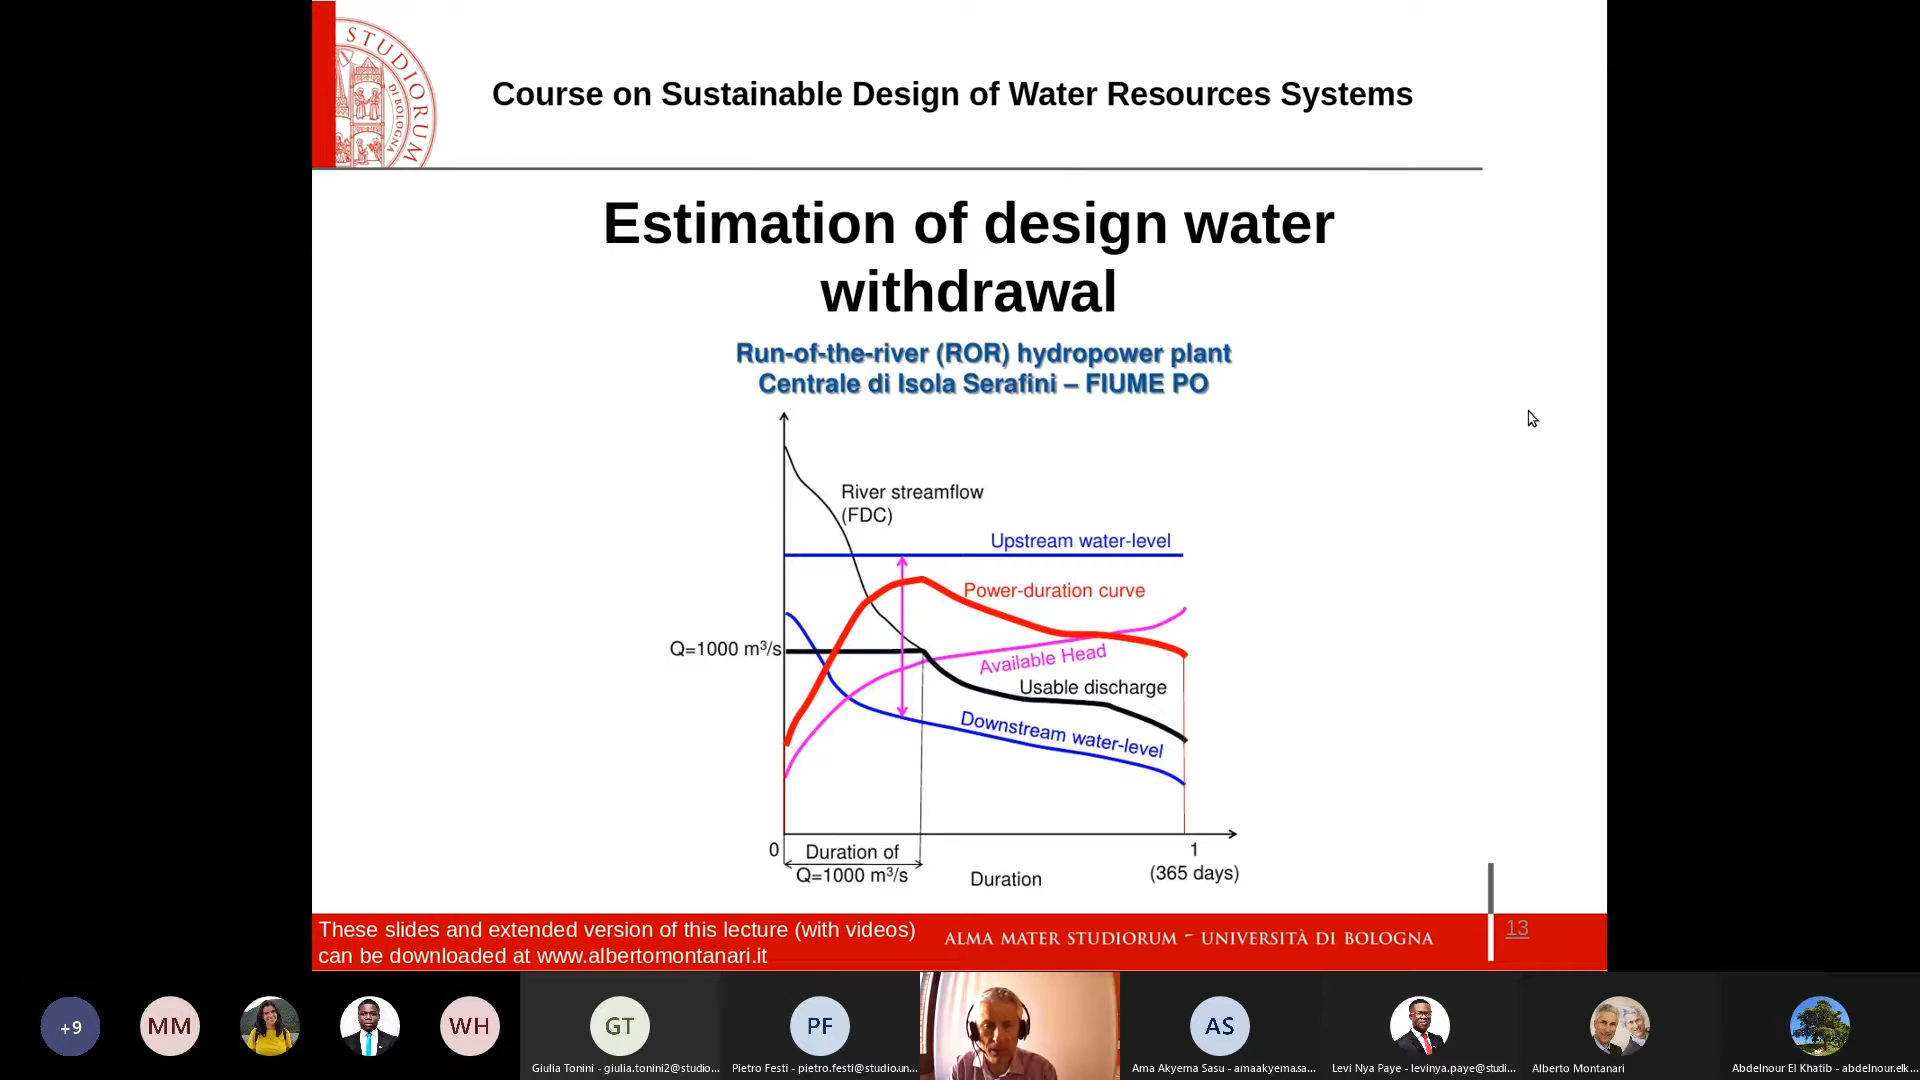 STUDIORUM
DI BOLOGNA
Course on Sustainable Design of Water Resources Systems
Estimation of design water
withdrawal
Run-of-the-river (ROR) hydropower plant
Centrale di Isola Serafini – FIUME PO
River streamflow
(FDC)
Upstream water-level
Power-duration curve
Q=1000 m³/s
Available Head
Usable discharge
Downstream water-level
0
Duration of
Q=1000 m³/s
Duration
1
(365 days)
These slides and extended version of this lecture (with videos)
can be downloaded at www.albertomontanari.it
ALMA MATER STUDIORUM – UNIVERSITÀ DI BOLOGNA
13
+9
MM
WH
GT
PF
AS
Giulia Tonini - giulia.tonini2@studio...
Pietro Festi - pietro.festi@studio.un...
Ama Akyema Sasu - amaakyema.sa...
Levi Nya Paye - levinya.paye@studi...
Alberto Montanari
Abdelnour El Khatib - abdelnour.elk...